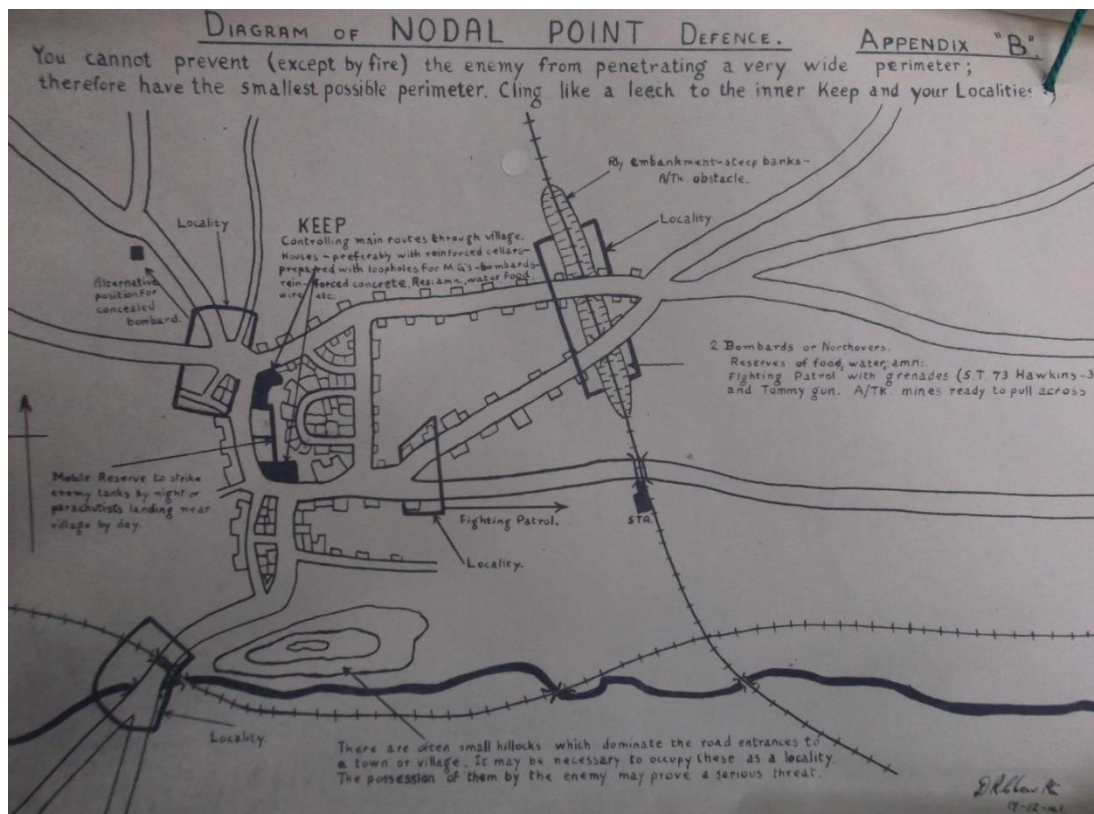 DIAGRAM OF NODAL POINT DEFENCE.
APPENDIX "B".
You cannot prevent (except by fire) the enemy from penetrating a very wide perimeter;
therefore have the smallest possible perimeter. Cling like a leech to the inner Keep and your Localities
Rly embankment-steep banks-
A/Tk obstacle.
Locality
Locality
KEEP
Controlling main routes through village.
Houses - preferably with reinforced cellars-
prepared with loopholes for M.G's-bombards-
rein-forced concrete, Res: amn, water food,
wire etc.
Alternative
position for
concealed
bombard.
2 Bombards or Northovers.
Reserves of food, water, amn:.
Fighting Patrol with grenades (S.T. 73 Hawkins-3
and Tommy gun. A/TK. mines ready to pull across
Mobile Reserve to strike
enemy tanks by night or
parachutists landing near
village by day.
Fighting Patrol.
STA.
Locality.
Locality
There are often small hillocks which dominate the road entrances to
a town or village. It may be necessary to occupy these as a locality.
The possession of them by the enemy may prove a serious threat.